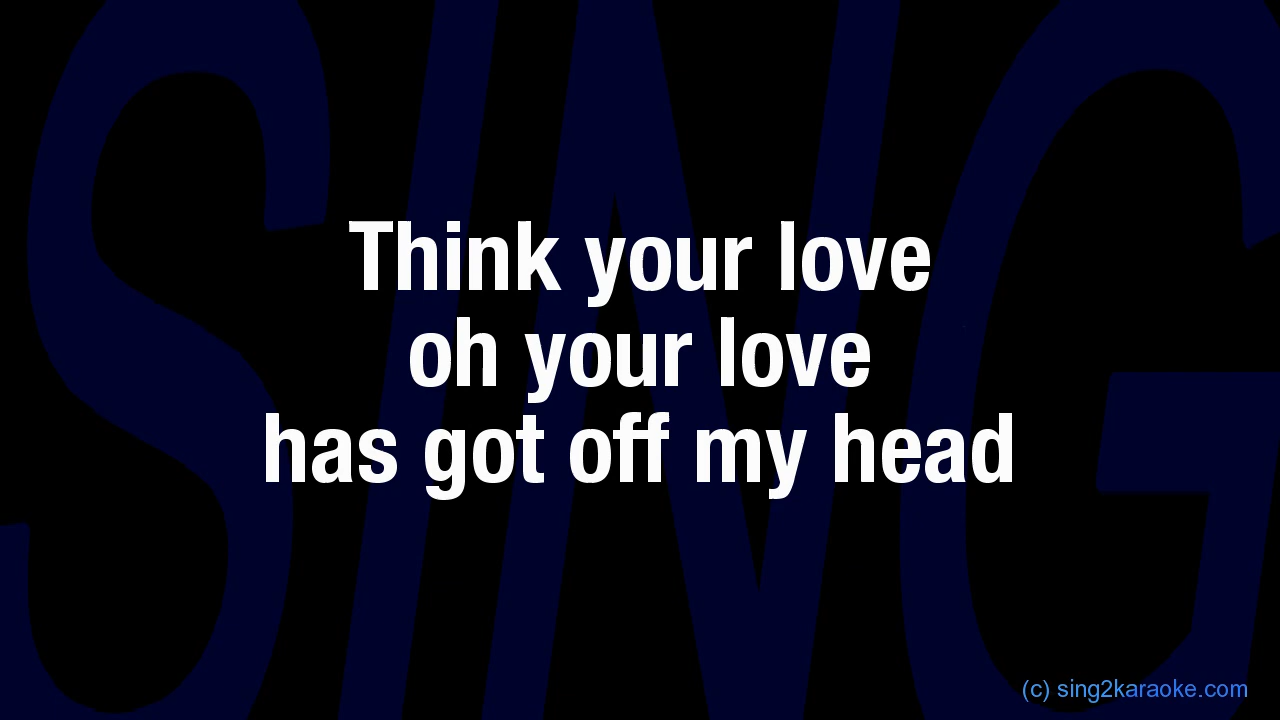 SING
Think your love
oh your love
has got off my head
(c) sing2karaoke.com